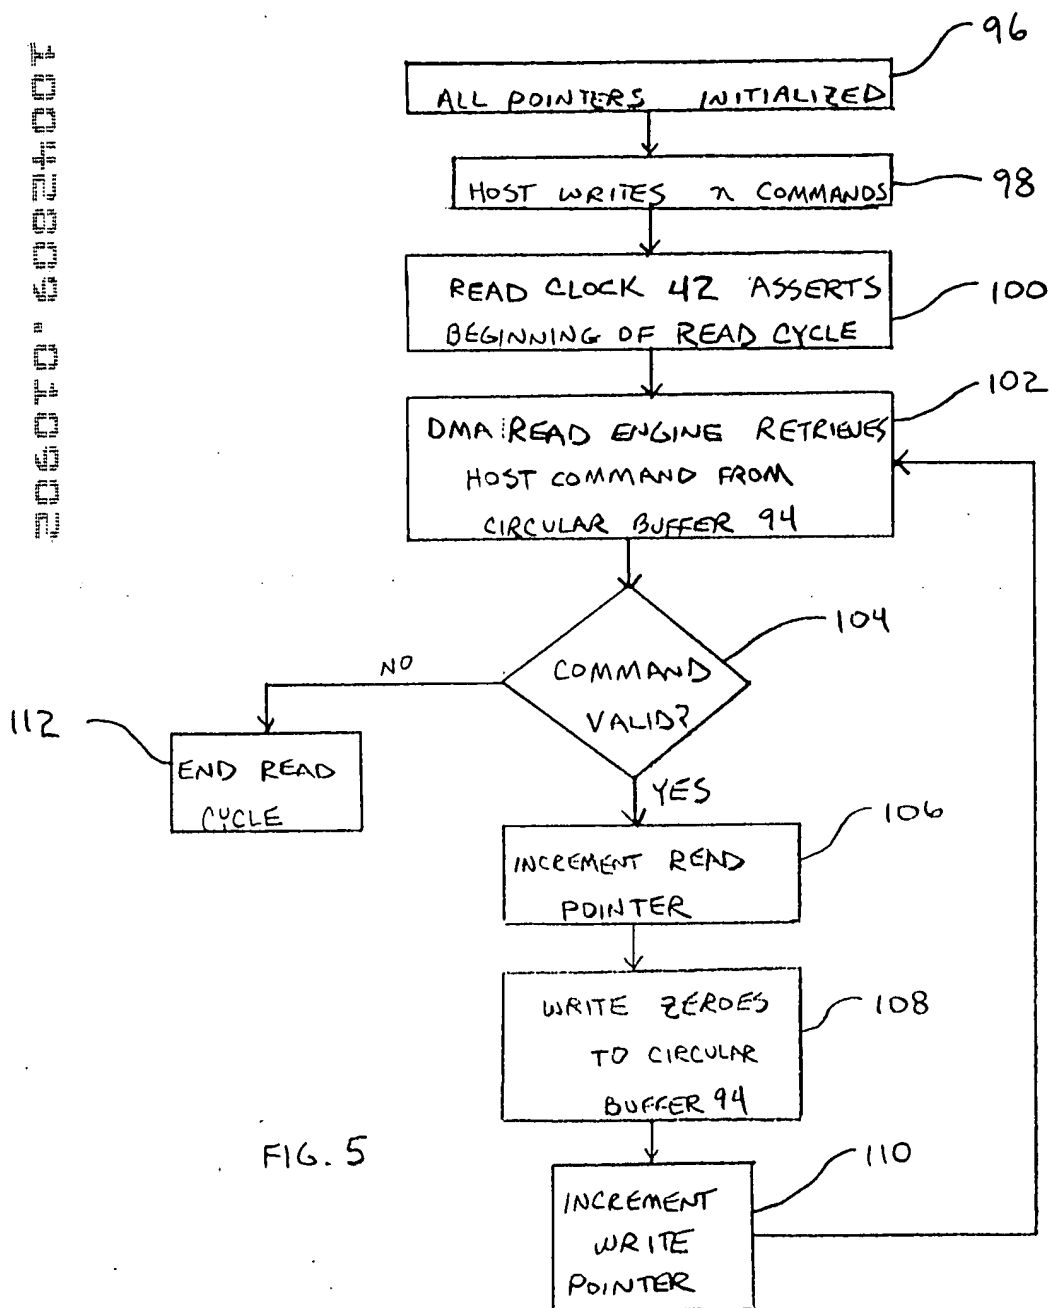 10042809.010902
96
ALL POINTERS INITIALIZED
HOST WRITES n COMMANDS
98
READ CLOCK 42 ASSERTS
BEGINNING OF READ CYCLE
100
102
DMA READ ENGINE RETRIEVES
HOST COMMAND FROM
CIRCULAR BUFFER 94
104
COMMAND
VALID?
NO
112
END READ
CYCLE
YES
106
INCREMENT READ
POINTER
WRITE ZEROES
TO CIRCULAR
BUFFER 94
108
FIG. 5
110
INCREMENT
WRITE
POINTER